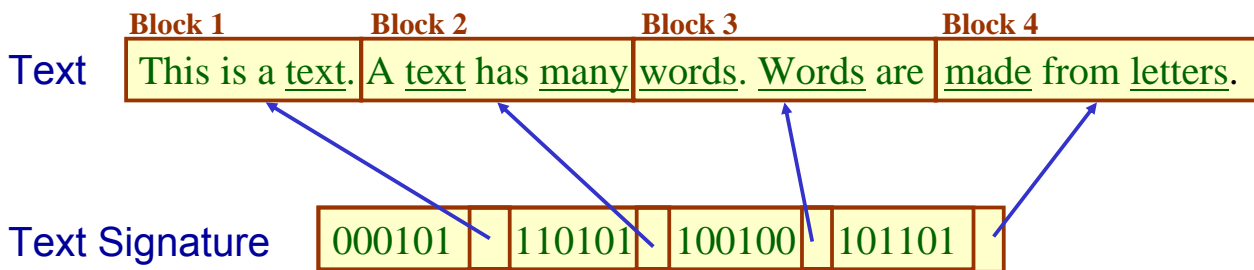 Block 1 Block 2 Block 3 Block 4
Text This is a text. A text has many words. Words are made from letters.
Text Signature 000101 110101 100100 101101